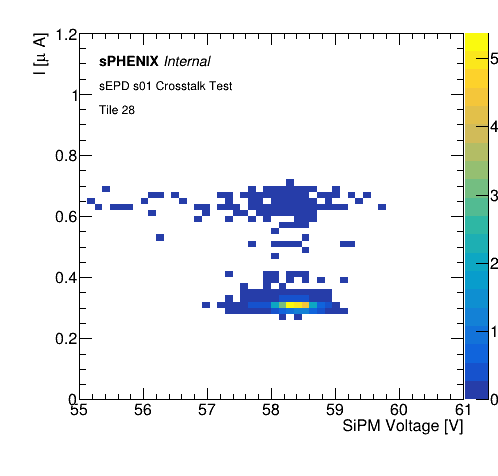 I [μ A]
1.2
1
0.8
0.6
0.4
0.2
0
sPHENIX Internal
sEPD s01 Crosstalk Test
Tile 28
5
4
3
2
1
0
55 56 57 58 59 60 61
SiPM Voltage [V]